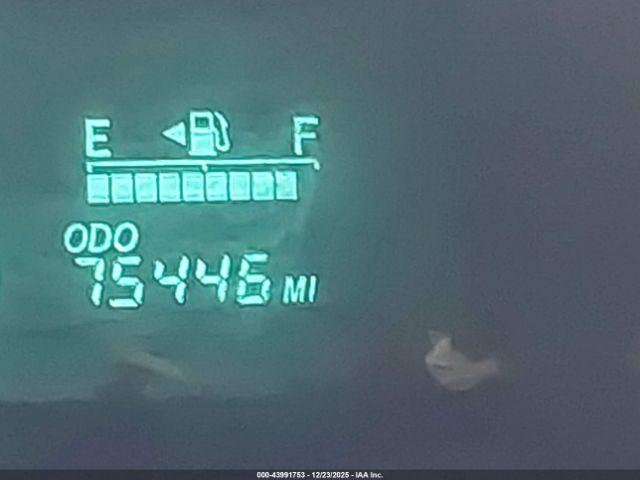 E F
ODO
75446 MI
000-43991753 - 12/23/2025 - IAA Inc.